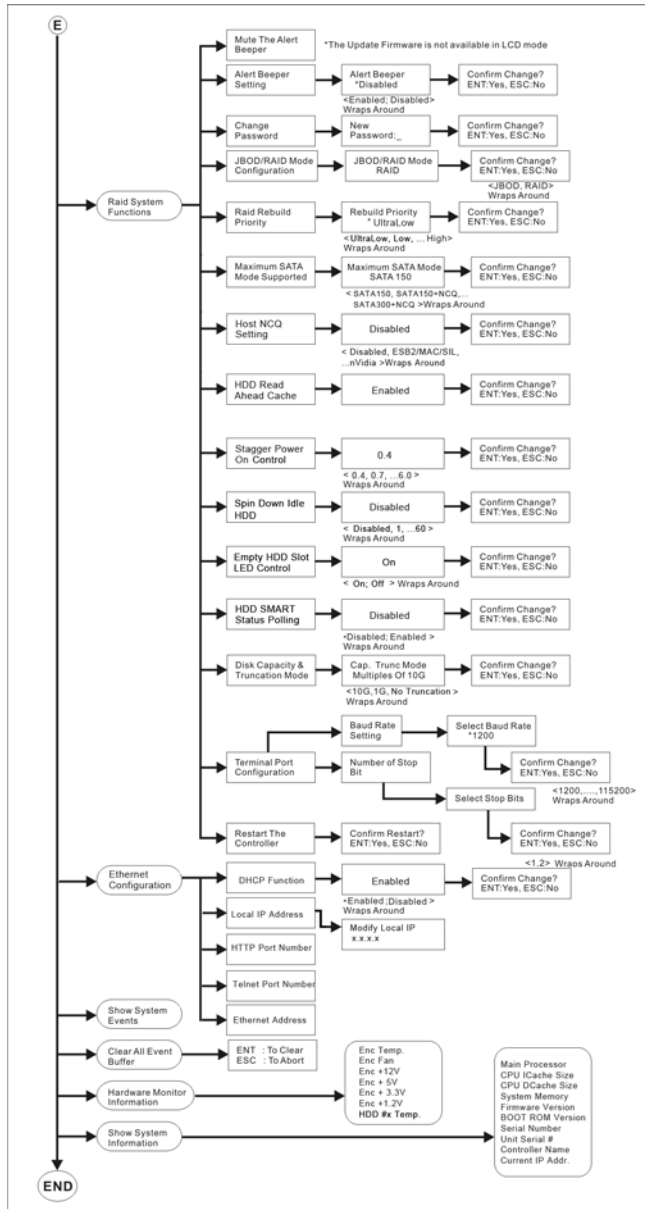 E
Mute The Alert
Beeper
*The Update Firmware is not available in LCD mode
Alert Beeper
Setting
Alert Beeper
*Disabled
Confirm Change?
ENT:Yes, ESC:No
<Enabled; Disabled>
Wraps Around
Change
Password
New
Password:_
Confirm Change?
ENT:Yes, ESC:No
JBOD/RAID Mode
Configuration
JBOD/RAID Mode
RAID
Confirm Change?
ENT:Yes, ESC:No
<JBOD, RAID>
Wraps Around
Raid System
Functions
Raid Rebuild
Priority
Rebuild Priority
* UltraLow
Confirm Change?
ENT:Yes, ESC:No
<UltraLow, Low, ... High>
Wraps Around
Maximum SATA
Mode Supported
Maximum SATA Mode
SATA 150
Confirm Change?
ENT:Yes, ESC:No
< SATA150, SATA150+NCQ,...
SATA300+NCQ >Wraps Around
Host NCQ
Setting
Disabled
Confirm Change?
ENT:Yes, ESC:No
< Disabled, ESB2/MAC/SIL,
...nVidia >Wraps Around
HDD Read
Ahead Cache
Enabled
Confirm Change?
ENT:Yes, ESC:No
Stagger Power
On Control
0.4
Confirm Change?
ENT:Yes, ESC:No
< 0.4, 0.7, ...6.0 >
Wraps Around
Spin Down Idle
HDD
Disabled
Confirm Change?
ENT:Yes, ESC:No
< Disabled, 1, ...60 >
Wraps Around
Empty HDD Slot
LED Control
On
Confirm Change?
ENT:Yes, ESC:No
< On; Off > Wraps Around
HDD SMART
Status Polling
Disabled
Confirm Change?
ENT:Yes, ESC:No
<Disabled; Enabled >
Wraps Around
Disk Capacity &
Truncation Mode
Cap. Trunc Mode
Multiples Of 10G
Confirm Change?
ENT:Yes, ESC:No
<10G,1G, No Truncation >
Wraps Around
Baud Rate
Setting
Select Baud Rate
*1200
Terminal Port
Configuration
Number of Stop
Bit
Confirm Change?
ENT:Yes, ESC:No
<1200,.....,115200>
Wraps Around
Select Stop Bits
Restart The
Controller
Confirm Restart?
ENT:Yes, ESC:No
Confirm Change?
ENT:Yes, ESC:No
<1.2> Wraps Around
Ethernet
Configuration
DHCP Function
Enabled
Confirm Change?
ENT:Yes, ESC:No
<Enabled;Disabled >
Wraps Around
Local IP Address
Modify Local IP
x.x.x.x
HTTP Port Number
Telnet Port Number
Ethernet Address
Show System
Events
Clear All Event
Buffer
ENT : To Clear
ESC : To Abort
Hardware Monitor
Information
Enc Temp.
Enc Fan
Enc +12V
Enc + 5V
Enc + 3.3V
Enc +1.2V
HDD #x Temp.
Show System
Information
Main Processor
CPU ICache Size
CPU DCache Size
System Memory
Firmware Version
BOOT ROM Version
Serial Number
Unit Serial #
Controller Name
Current IP Addr.
END